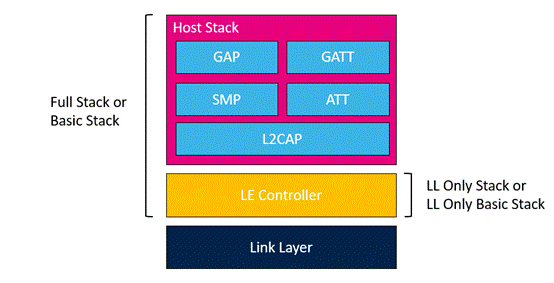 Host Stack
GAP
GATT
SMP
ATT
L2CAP
Full Stack or
Basic Stack
LE Controller
LL Only Stack or
LL Only Basic Stack
Link Layer